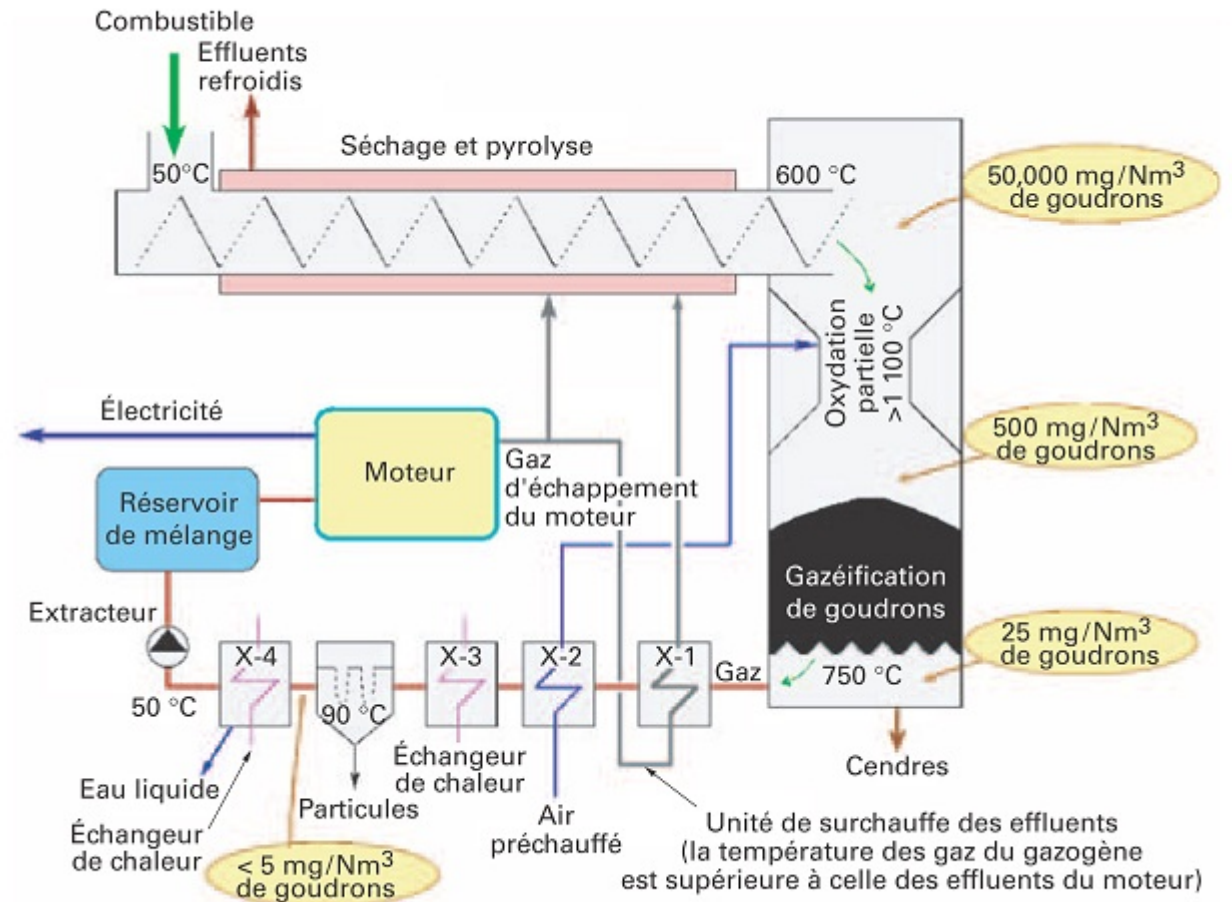 Combustible
Effluents
refroidis
Séchage et pyrolyse
50°C
600 °C
50,000 mg/Nm³
de goudrons
Oxydation
partielle
>1 100 °C
Électricité
Moteur
Gaz
d'échappement
du moteur
500 mg/Nm³
de goudrons
Réservoir
de mélange
Gazéification
de goudrons
Extracteur
25 mg/Nm³
de goudrons
X-4
X-3
X-2
X-1
Gaz
750 °C
50 °C
90 °C
Échangeur
de chaleur
Cendres
Eau liquide
Particules
Air
préchauffé
Échangeur
de chaleur
< 5 mg/Nm³
de goudrons
Unité de surchauffe des effluents
(la température des gaz du gazogène
est supérieure à celle des effluents du moteur)